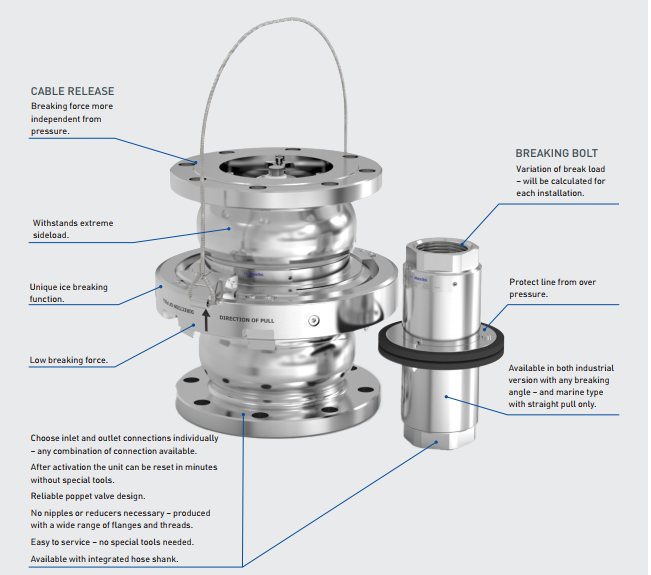 CABLE RELEASE
Breaking force more
independent from
pressure.
BREAKING BOLT
Variation of break load
– will be calculated for
each installation.
Withstands extreme
sideload.
Unique ice breaking
function.
Protect line from over
pressure.
DIRECTION OF PULL
Low breaking force.
Available in both industrial
version with any breaking
angle – and marine type
with straight pull only.
Choose inlet and outlet connections individually
– any combination of connection available.
After activation the unit can be reset in minutes
without special tools.
Reliable poppet valve design.
No nipples or reducers necessary – produced
with a wide range of flanges and threads.
Easy to service – no special tools needed.
Available with integrated hose shank.